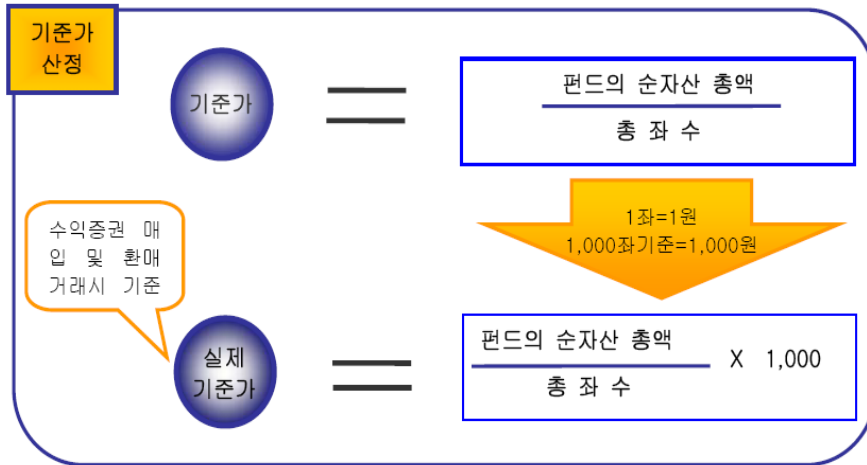 기준가
산정
기준가
펀드의 순자산 총액
총 좌 수
1좌=1원
1,000좌기준=1,000원
수익증권 매
입 및 환매
거래시 기준
실제
기준가
펀드의 순자산 총액
X 1,000
총 좌 수